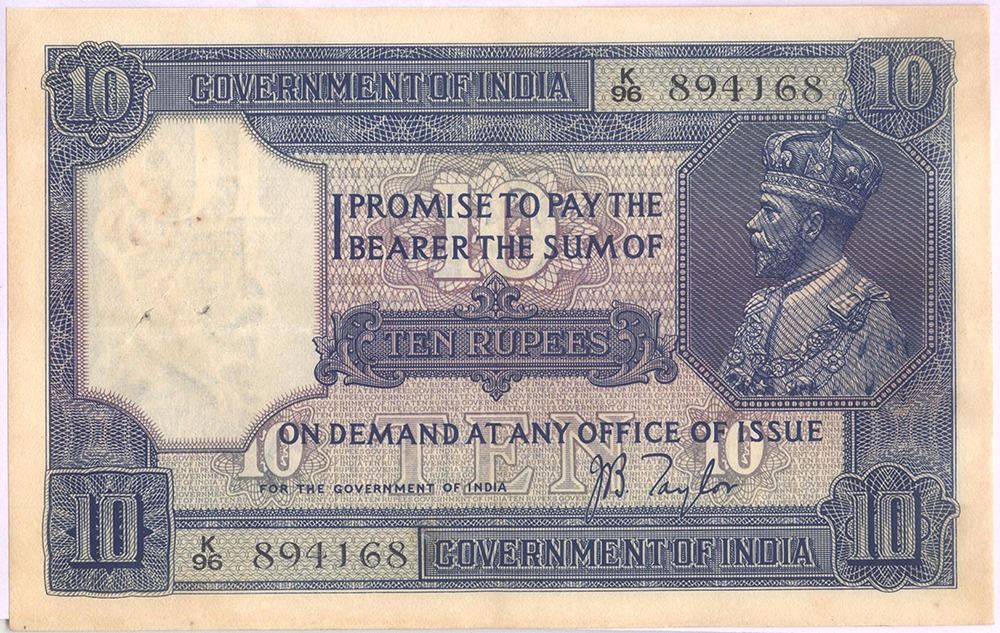 10 GOVERNMENT OF INDIA K/96 894168 10
10
I PROMISE TO PAY THE
BEARER THE SUM OF
TEN RUPEES
TEN
ON DEMAND AT ANY OFFICE OF ISSUE
10 10
FOR THE GOVERNMENT OF INDIA JB Taylor
10 K/96 894168 GOVERNMENT OF INDIA 10